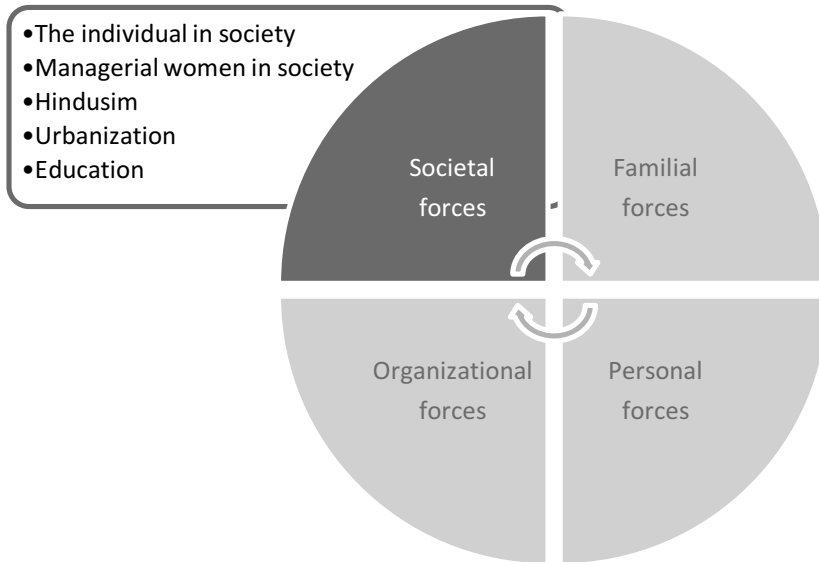 •The individual in society
•Managerial women in society
•Hindusim
•Urbanization
•Education
Societal
forces
Familial
forces
Organizational
forces
Personal
forces